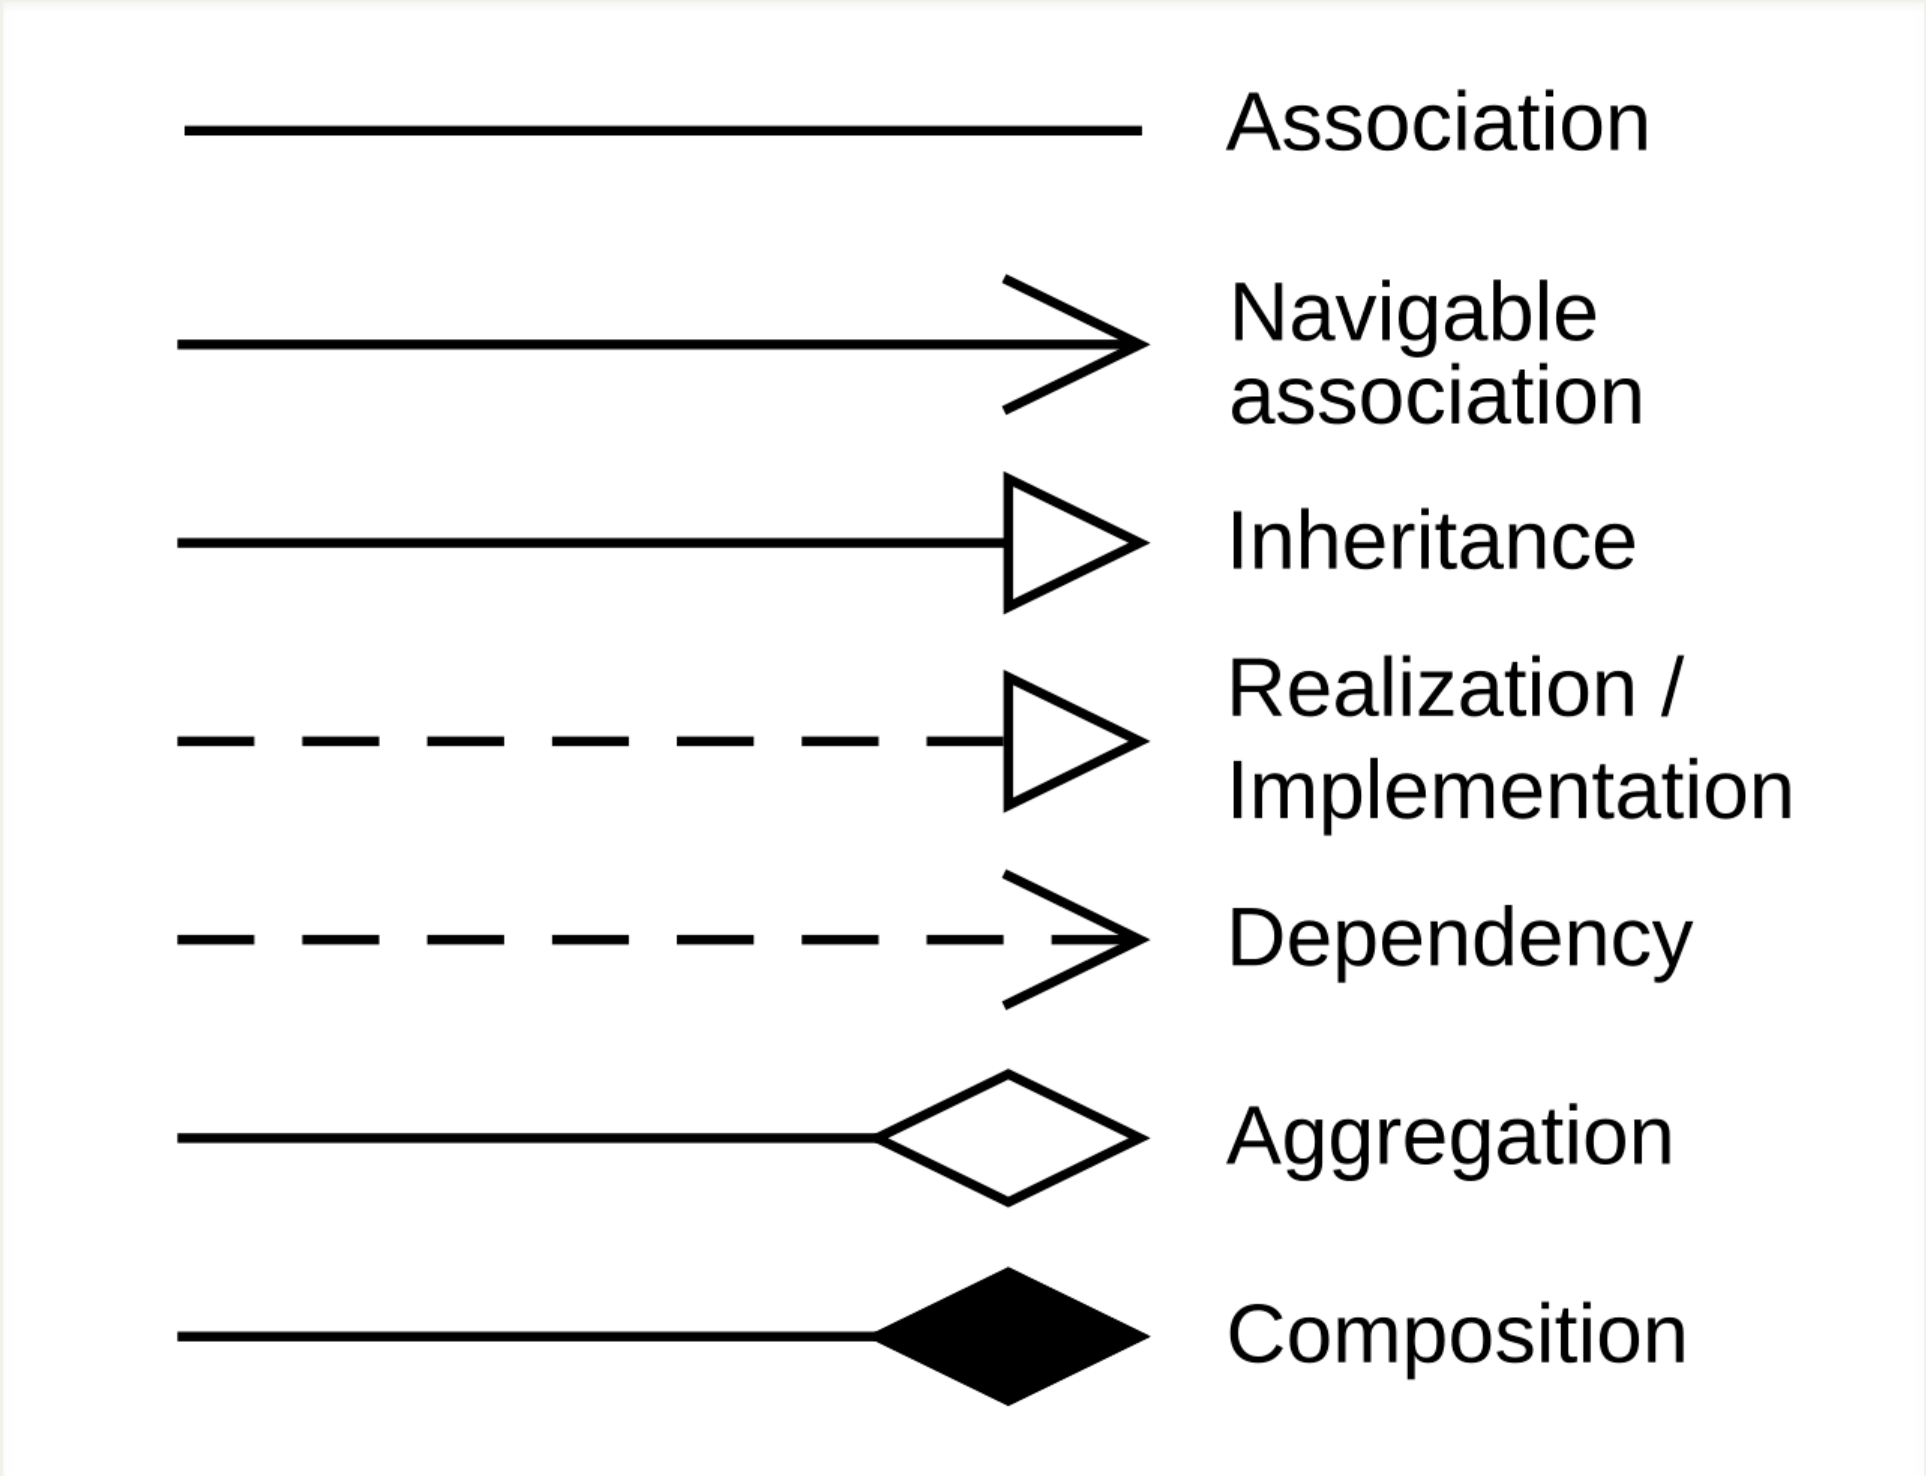 Association
Navigable
association
Inheritance
Realization /
Implementation
Dependency
Aggregation
Composition